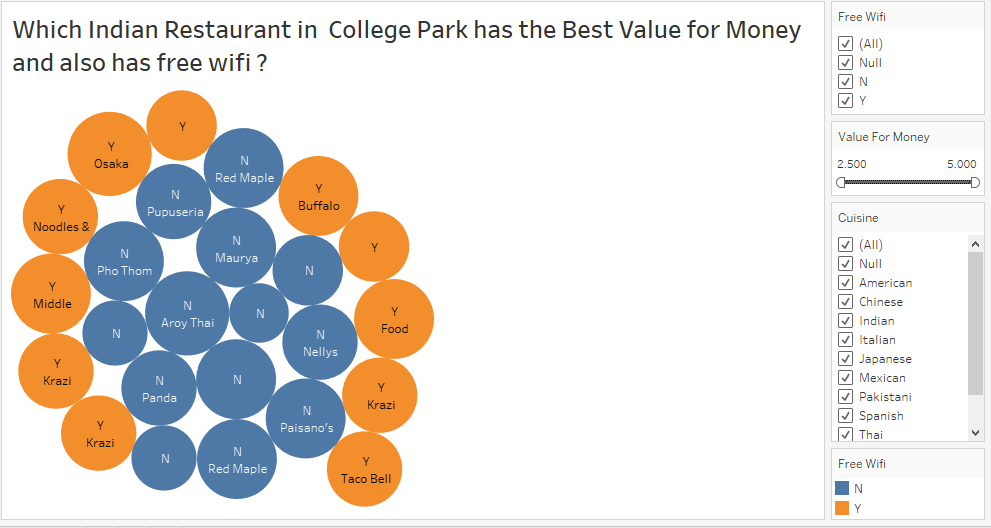 Which Indian Restaurant in College Park has the Best Value for Money
and also has free wifi ?
Y
Y
Osaka
N
Red Maple
N
Pupuseria
Y
Buffalo
Y
Noodles &
N
Maurya
Y
N
Pho Thom
N
Y
Middle
N
Aroy Thai
N
Y
Food
N
N
Nellys
Y
Krazi
N
N
Panda
Y
Krazi
N
Paisano's
Y
Krazi
N
N
Red Maple
Y
Taco Bell
Free Wifi
(All)
Null
N
Y
Value For Money
2.500 5.000
Cuisine
(All)
Null
American
Chinese
Indian
Italian
Japanese
Mexican
Pakistani
Spanish
Thai
Free Wifi
N
Y